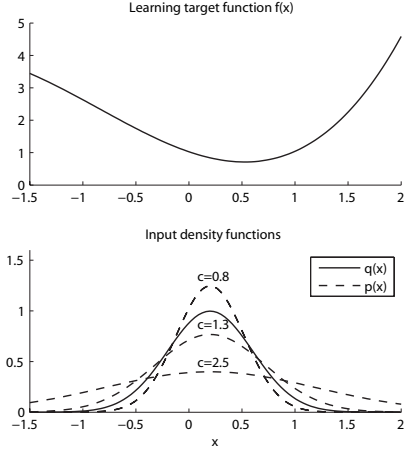 Learning target function f(x)
5
4
3
2
1
0
−1.5 −1 −0.5 0 0.5 1 1.5 2
Input density functions
1.5
1
0.5
0
c=0.8
c=1.3
c=2.5
q(x)
p(x)
−1.5 −1 −0.5 0 0.5 1 1.5 2
x